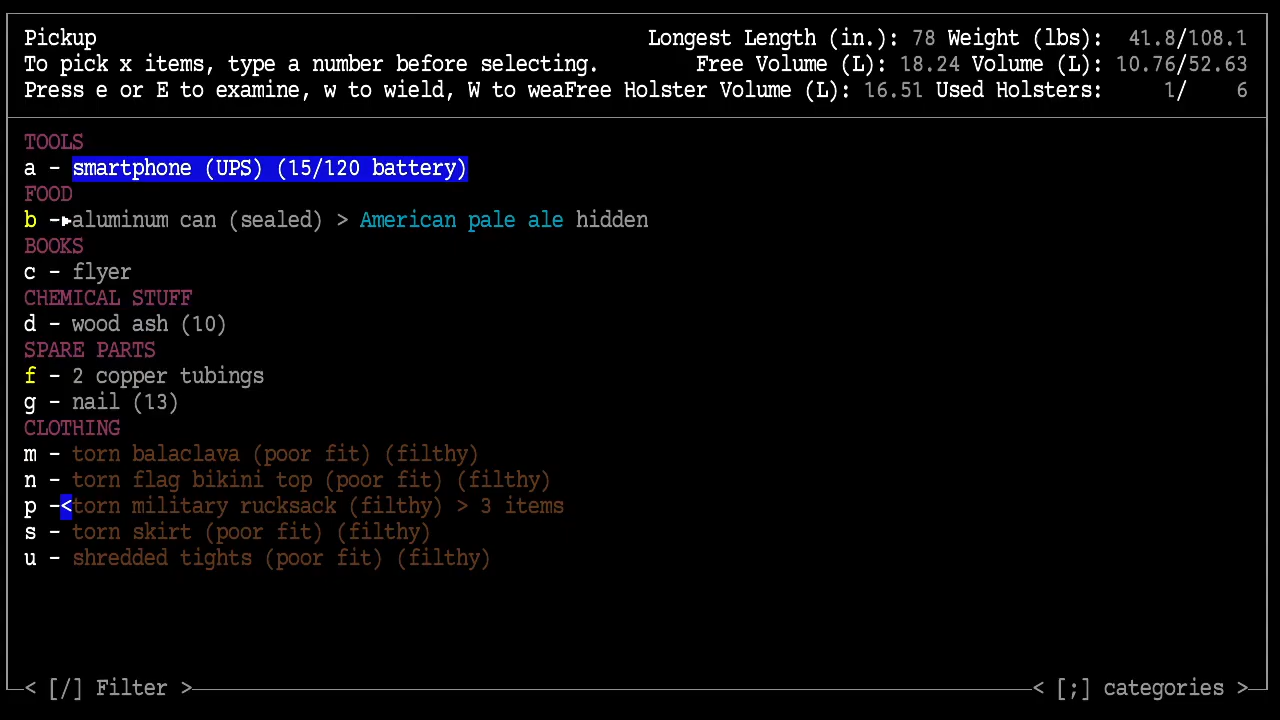 Pickup Longest Length (in.): 78 Weight (lbs): 41.8/108.1
To pick x items, type a number before selecting. Free Volume (L): 18.24 Volume (L): 10.76/52.63
Press e or E to examine, w to wield, W to weaFree Holster Volume (L): 16.51 Used Holsters: 1/ 6
TOOLS
a - smartphone (UPS) (15/120 battery)
FOOD
b -▸aluminum can (sealed) > American pale ale hidden
BOOKS
c - flyer
CHEMICAL STUFF
d - wood ash (10)
SPARE PARTS
f - 2 copper tubings
g - nail (13)
CLOTHING
m - torn balaclava (poor fit) (filthy)
n - torn flag bikini top (poor fit) (filthy)
p -<torn military rucksack (filthy) > 3 items
s - torn skirt (poor fit) (filthy)
u - shredded tights (poor fit) (filthy)
< [/] Filter > < [;] categories >